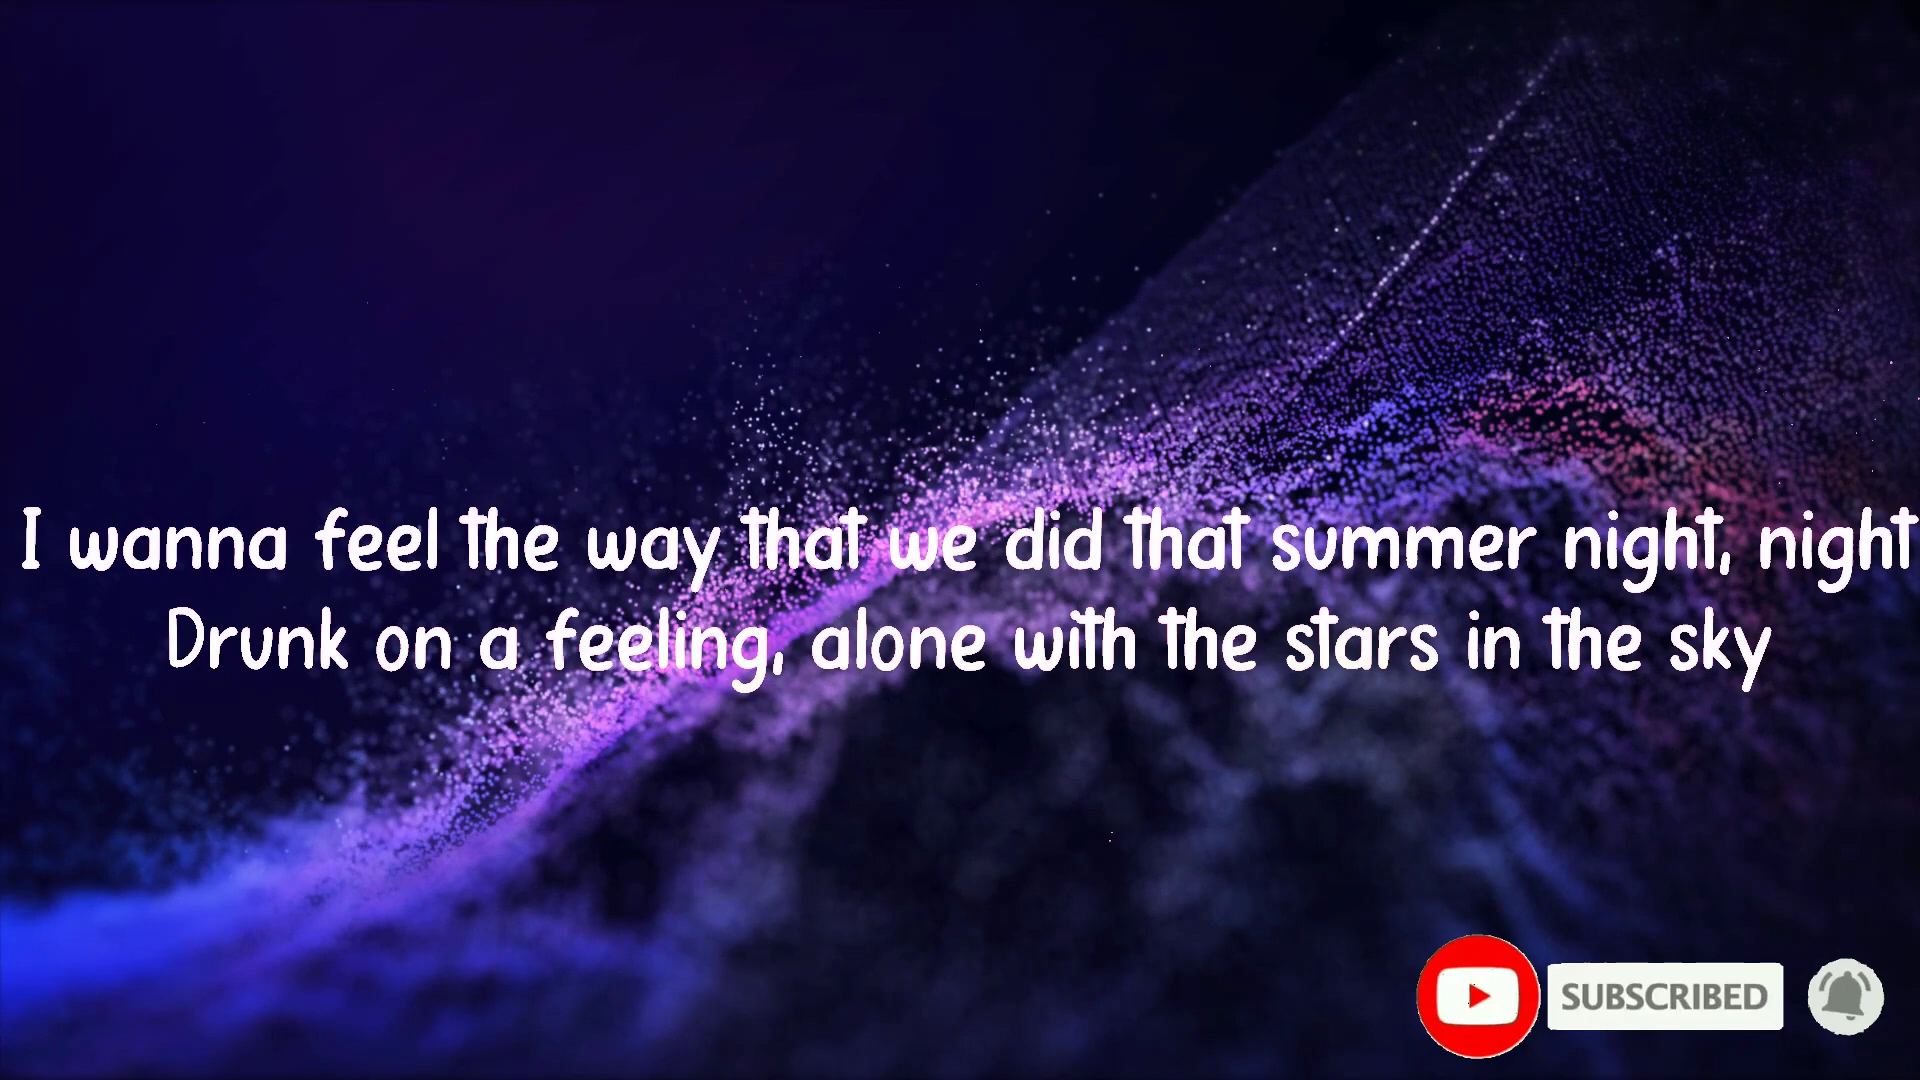 I wanna feel the way that we did that summer night, night
Drunk on a feeling, alone with the stars in the sky
SUBSCRIBED